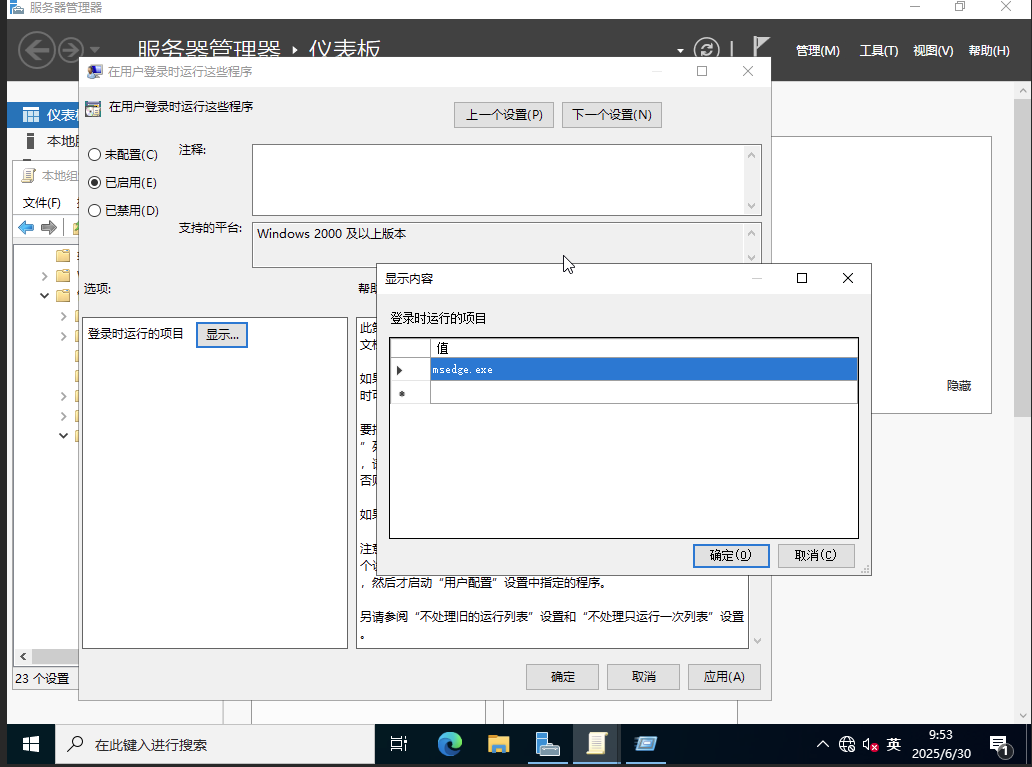 服务器管理器
服务器管理器 · 仪表板
管理(M) 工具(T) 视图(V) 帮助(H)
在用户登录时运行这些程序
在用户登录时运行这些程序
上一个设置(P) 下一个设置(N)
仪表
本地
未配置(C)
已启用(E)
已禁用(D)
注释:
支持的平台:
Windows 2000 及以上版本
本地组
文件(F)
选项:
登录时运行的项目 显示...
显示内容
登录时运行的项目
值
msedge.exe
确定(O) 取消(C)
文
如
时
要
否
如
注
个
，然后才启动“用户配置”设置中指定的程序。
另请参阅“不处理旧的运行列表”设置和“不处理只运行一次列表”设置
。
隐藏
23 个设置
确定 取消 应用(A)
在此键入进行搜索
英
9:53
2025/6/30
1